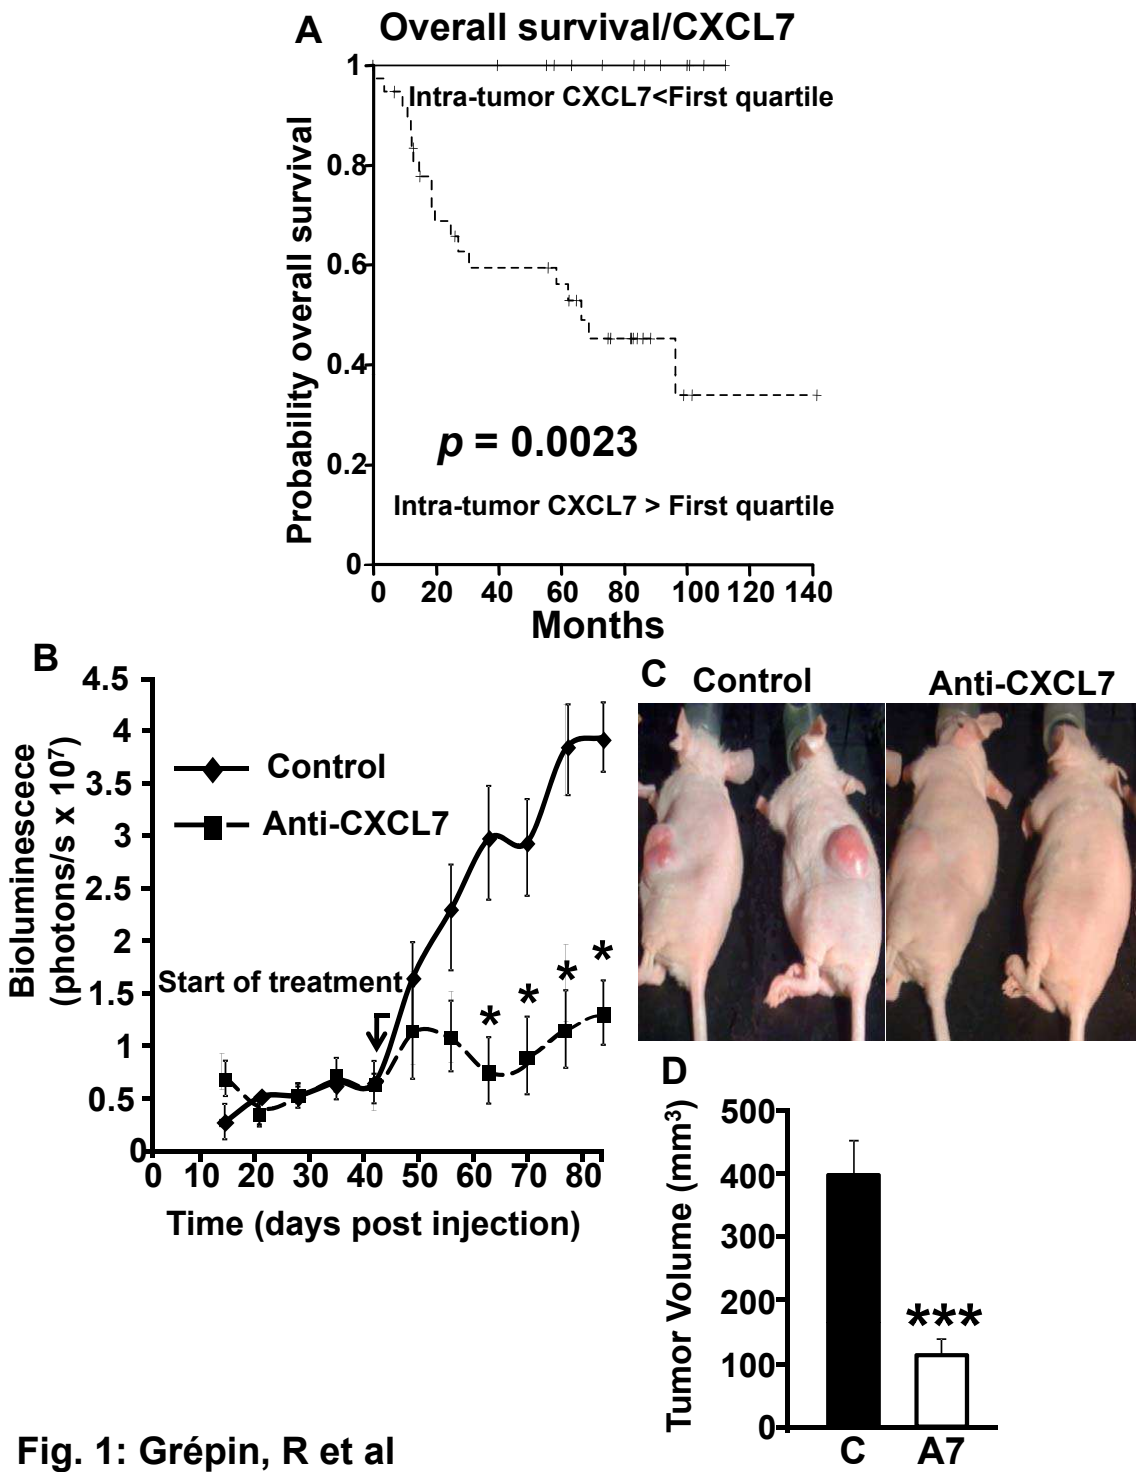 A Overall survival/CXCL7
Probability overall survival
1
0.8
0.6
0.4
0.2
0
Intra-tumor CXCL7<First quartile
p = 0.0023
Intra-tumor CXCL7 > First quartile
0 20 40 60 80 100 120 140
Months
B
Bioluminescece
(photons/s x 10⁷)
4.5
4
3.5
3
2.5
2
1.5
1
0.5
0
Control
Anti-CXCL7
Start of treatment
* * * *
0 10 20 30 40 50 60 70 80
Time (days post injection)
C Control Anti-CXCL7
D
Tumor Volume (mm³)
500
400
300
200
100
0
***
C A7
Fig. 1: Grépin, R et al